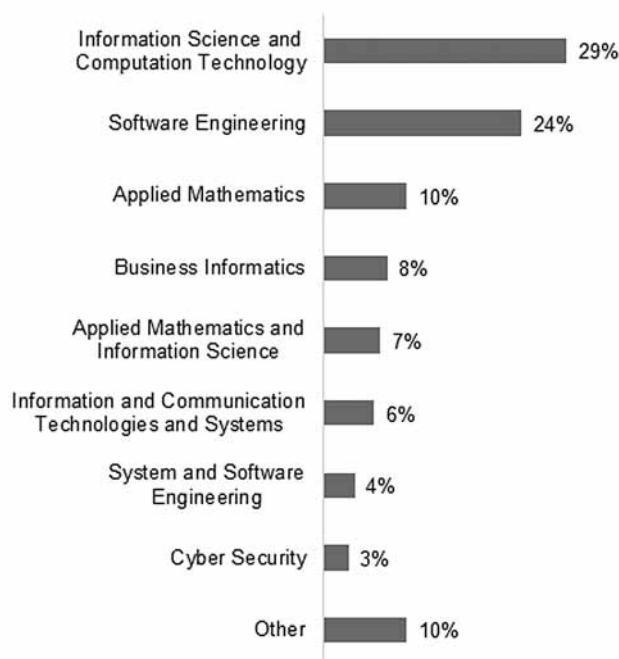 Information Science and
Computation Technology
29%
Software Engineering
24%
Applied Mathematics
10%
Business Informatics
8%
Applied Mathematics and
Information Science
7%
Information and Communication
Technologies and Systems
6%
System and Software
Engineering
4%
Cyber Security
3%
Other
10%